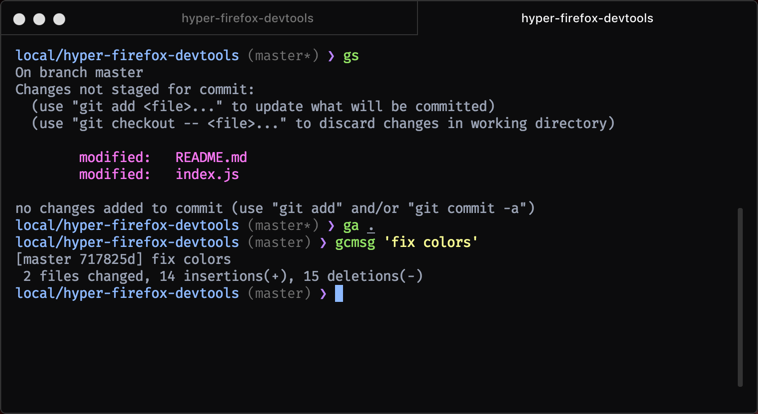 hyper-firefox-devtools hyper-firefox-devtools
local/hyper-firefox-devtools (master*) ❯ gs
On branch master
Changes not staged for commit:
  (use "git add <file>..." to update what will be committed)
  (use "git checkout -- <file>..." to discard changes in working directory)
        modified:   README.md
        modified:   index.js
no changes added to commit (use "git add" and/or "git commit -a")
local/hyper-firefox-devtools (master*) ❯ ga .
local/hyper-firefox-devtools (master) ❯ gcmsg 'fix colors'
[master 717825d] fix colors
 2 files changed, 14 insertions(+), 15 deletions(-)
local/hyper-firefox-devtools (master) ❯